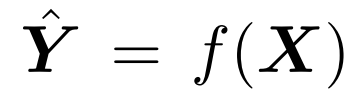 Ŷ = f(X)